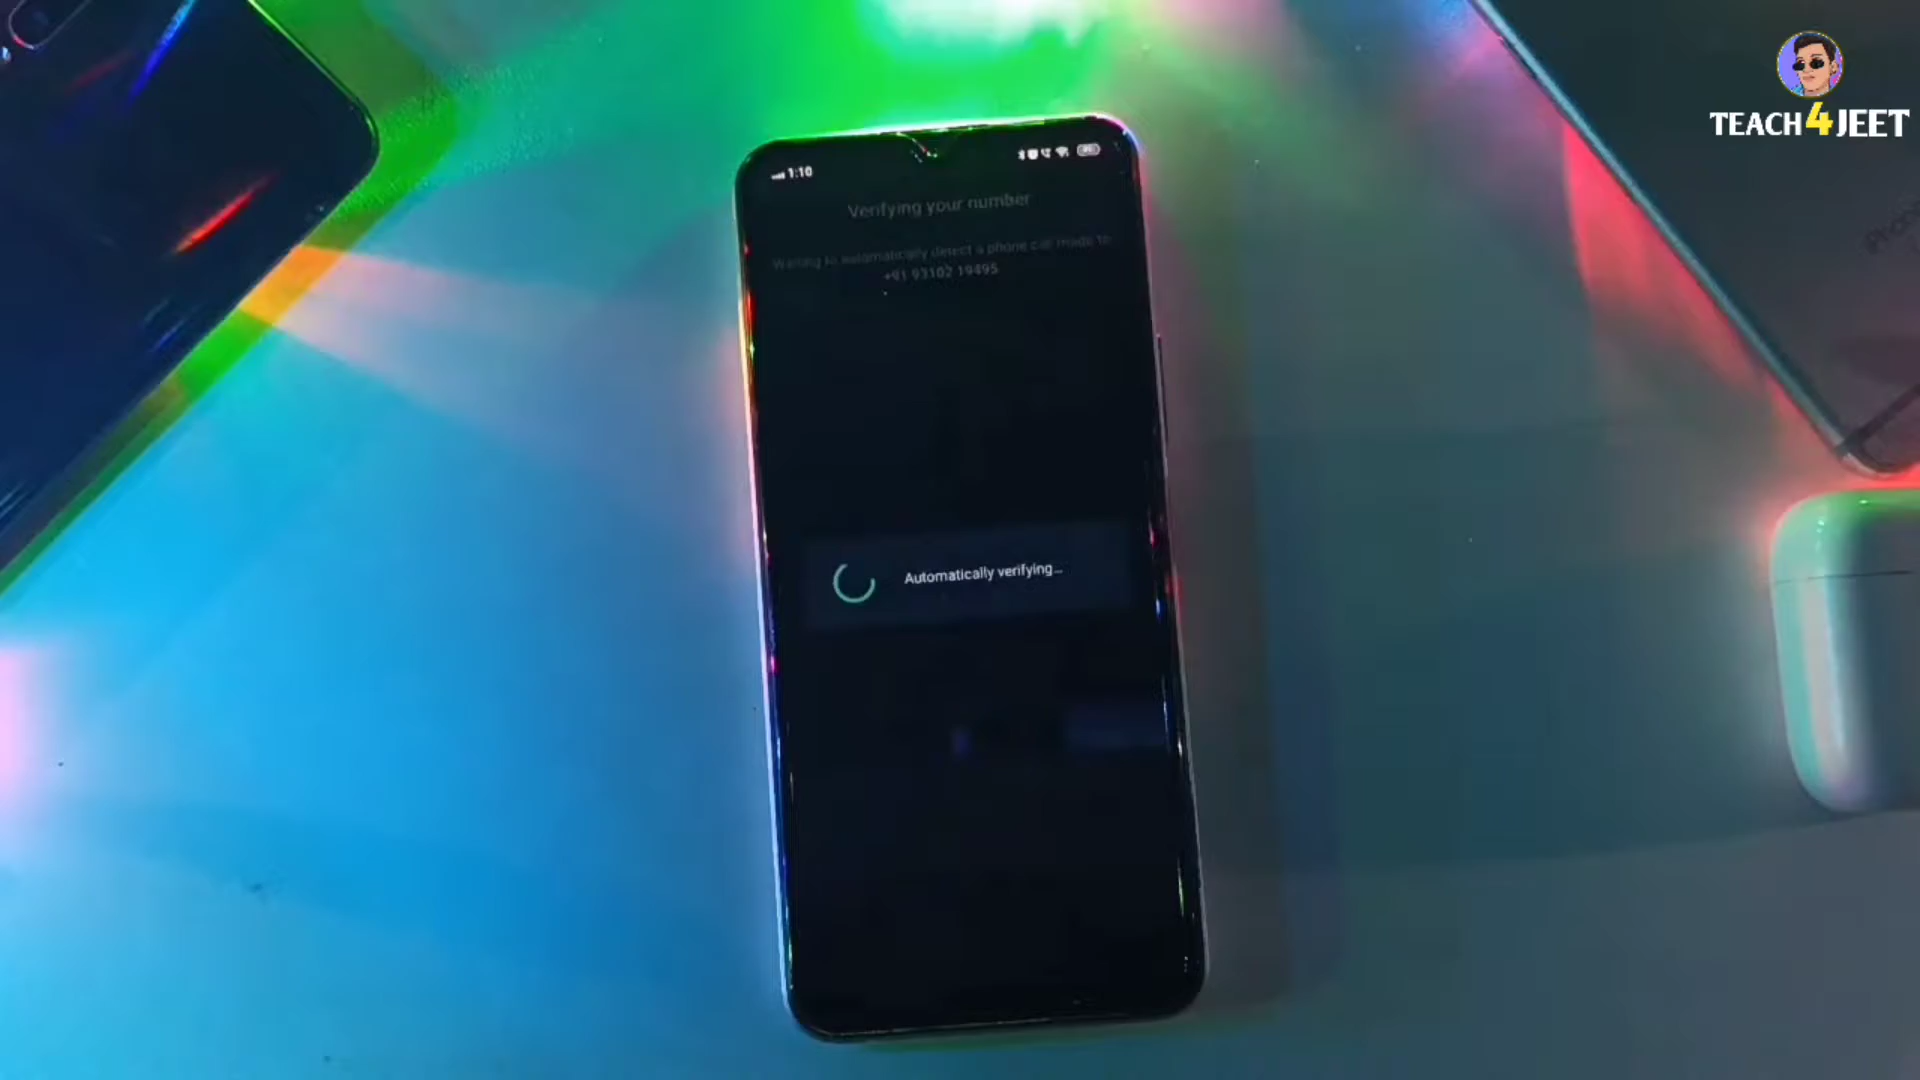 TEACH4JEET
1:10
Verifying your number
Waiting to automatically detect a phone call made to
+91 93102 19495
Automatically verifying...